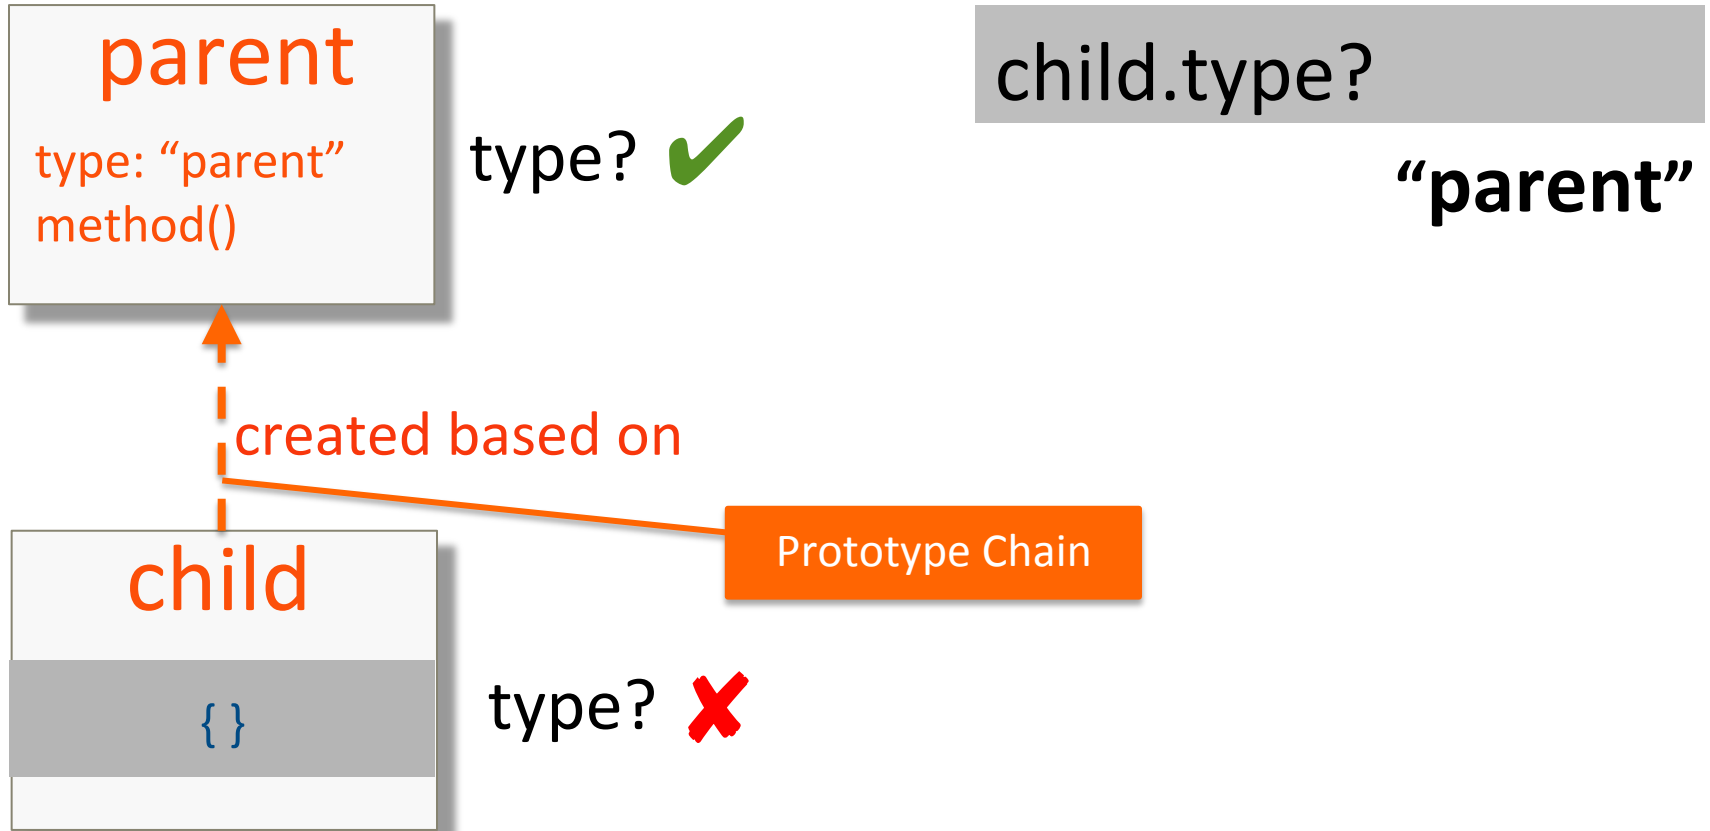 parent
type: “parent”
method()
type? ✔
child.type?
“parent”
created based on
Prototype Chain
child
{ }
type? ✘